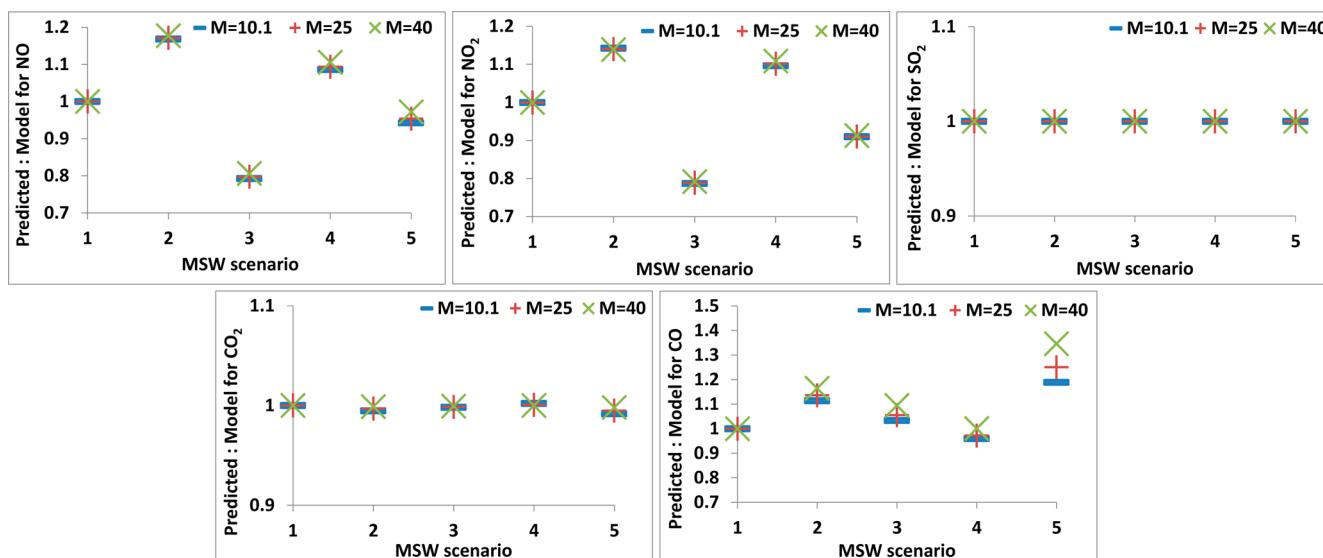 Predicted : Model for NO
M=10.1 M=25 M=40
1.2
1.1
1
0.9
0.8
0.7
1 2 3 4 5
MSW scenario
Predicted : Model for NO₂
M=10.1 M=25 M=40
1.2
1.1
1
0.9
0.8
0.7
1 2 3 4 5
MSW scenario
Predicted : Model for SO₂
M=10.1 M=25 M=40
1.1
1
0.9
1 2 3 4 5
MSW scenario
Predicted : Model for CO₂
M=10.1 M=25 M=40
1.1
1
0.9
1 2 3 4 5
MSW scenario
Predicted : Model for CO
M=10.1 M=25 M=40
1.5
1.4
1.3
1.2
1.1
1
0.9
0.8
0.7
1 2 3 4 5
MSW scenario